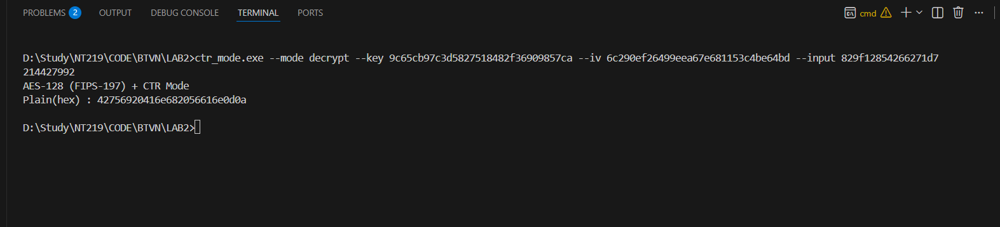 PROBLEMS 2 OUTPUT DEBUG CONSOLE TERMINAL PORTS cmd
D:\Study\NT219\CODE\BTVN\LAB2>ctr_mode.exe --mode decrypt --key 9c65cb97c3d5827518482f36909857ca --iv 6c290ef26499eea67e681153c4be64bd --input 829f12854266271d7
214427992
AES-128 (FIPS-197) + CTR Mode
Plain(hex) : 42756920416e682056616e0d0a
D:\Study\NT219\CODE\BTVN\LAB2>